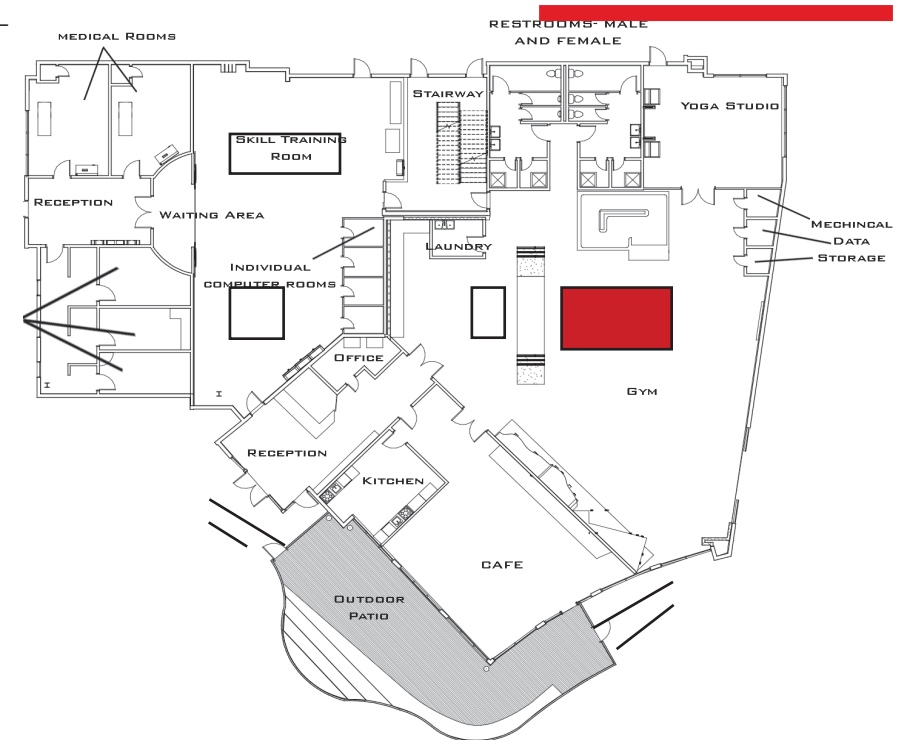 RESTROOMS- MALE
AND FEMALE
MEDICAL ROOMS
STAIRWAY
YOGA STUDIO
SKILL TRAINING
ROOM
RECEPTION
WAITING AREA
MECHINCAL
DATA
STORAGE
LAUNDRY
INDIVIDUAL
COMPUTER ROOMS
OFFICE
GYM
RECEPTION
KITCHEN
CAFE
OUTDOOR
PATIO